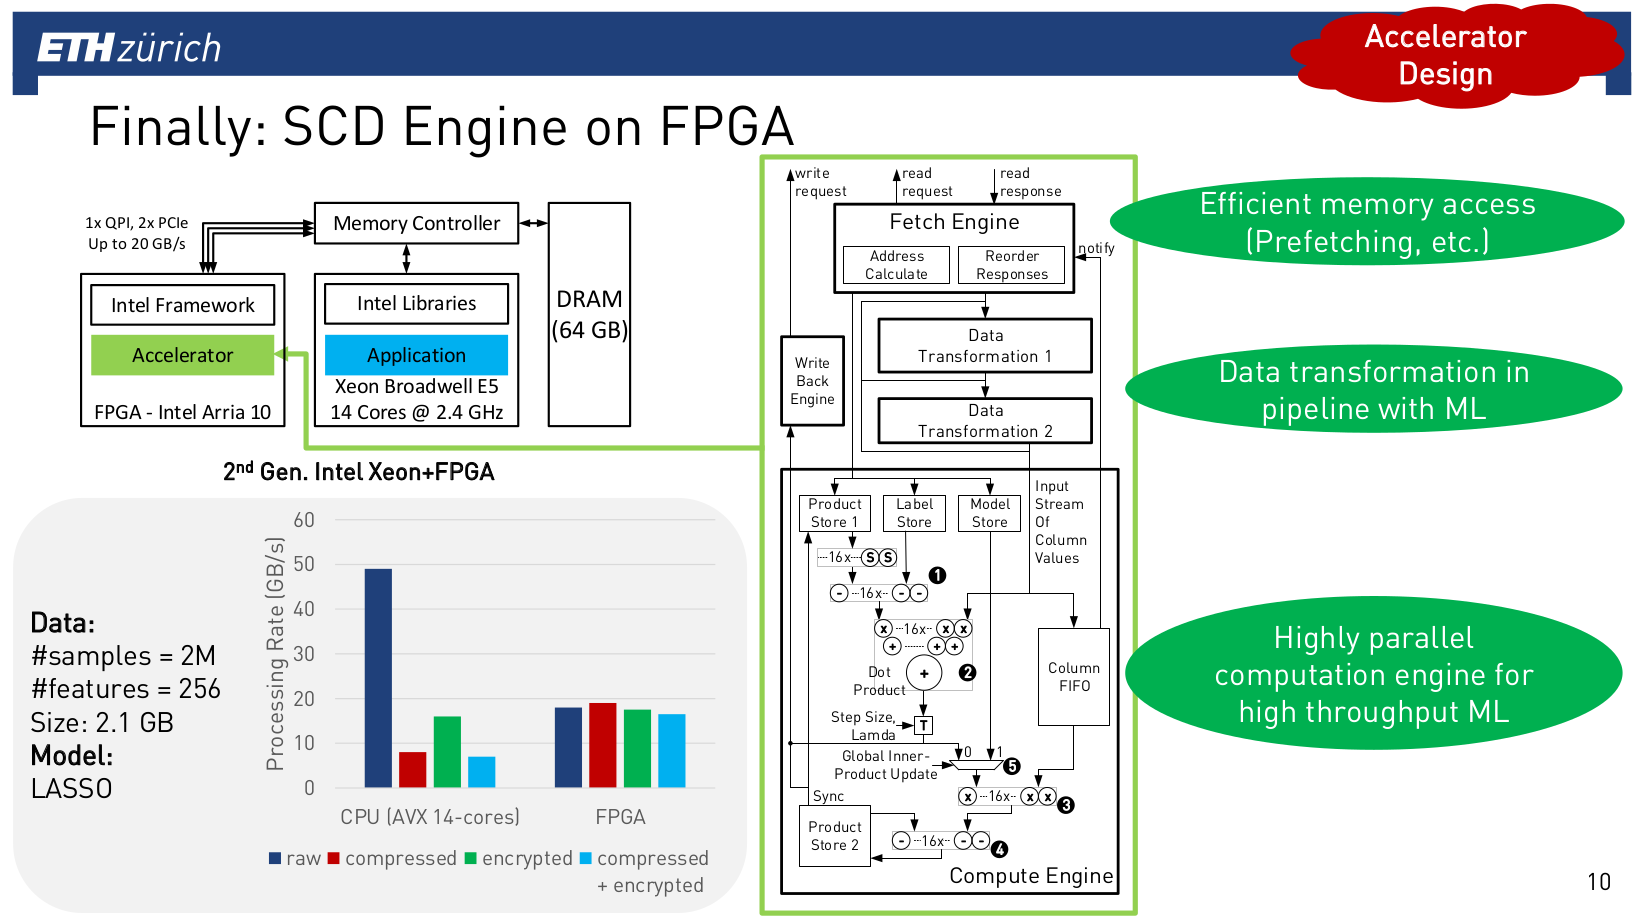 ETH zürich
Accelerator
Design
Finally: SCD Engine on FPGA
1x QPI, 2x PCIe
Up to 20 GB/s
Memory Controller
Intel Framework
Accelerator
FPGA - Intel Arria 10
Intel Libraries
Application
Xeon Broadwell E5
14 Cores @ 2.4 GHz
DRAM
(64 GB)
2nd Gen. Intel Xeon+FPGA
Data:
#samples = 2M
#features = 256
Size: 2.1 GB
Model:
LASSO
Processing Rate (GB/s)
60
50
40
30
20
10
0
CPU (AVX 14-cores)
FPGA
raw
compressed
encrypted
compressed
+ encrypted
write
request
read
request
read
response
Fetch Engine
Address
Calculate
Reorder
Responses
notify
Data
Transformation 1
Write
Back
Engine
Data
Transformation 2
Product
Store 1
Label
Store
Model
Store
Input
Stream
Of
Column
Values
16x S S
1
- 16x - -
x 16x x x
+ + +
Dot
Product
+
2
Column
FIFO
Step Size,
Lamda
T
0 1
Global Inner-
Product Update
5
Sync
x 16x x x
3
Product
Store 2
- 16x - -
4
Compute Engine
Efficient memory access
(Prefetching, etc.)
Data transformation in
pipeline with ML
Highly parallel
computation engine for
high throughput ML
10